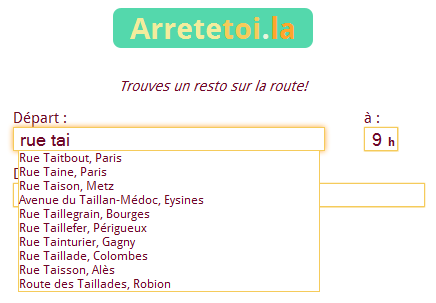 Arretetoi.la
Trouves un resto sur la route!
Départ :
à :
rue tai
9 h
Rue Taitbout, Paris
Rue Taine, Paris
Rue Taison, Metz
Avenue du Taillan-Médoc, Eysines
Rue Taillegrain, Bourges
Rue Taillefer, Périgueux
Rue Tainturier, Gagny
Rue Taillade, Colombes
Rue Taisson, Alès
Route des Taillades, Robion